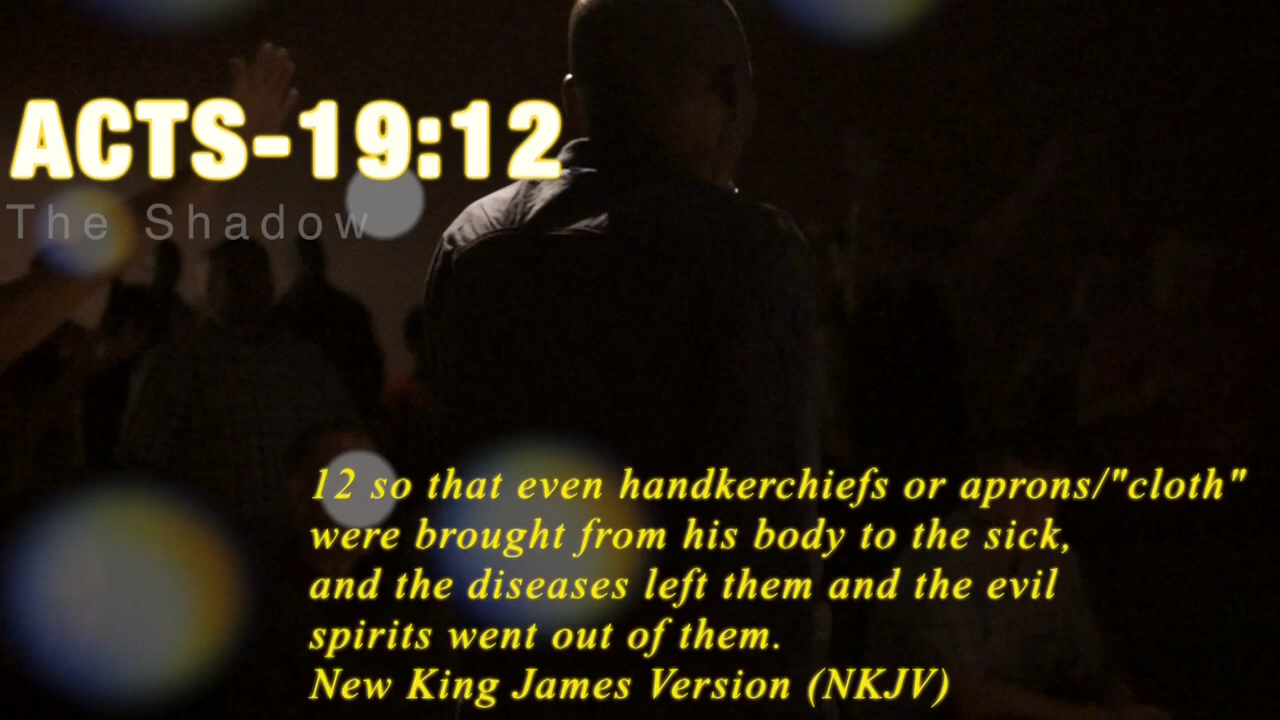 ACTS-19:12
The Shadow
12 so that even handkerchiefs or aprons/"cloth"
were brought from his body to the sick,
and the diseases left them and the evil
spirits went out of them.
New King James Version (NKJV)